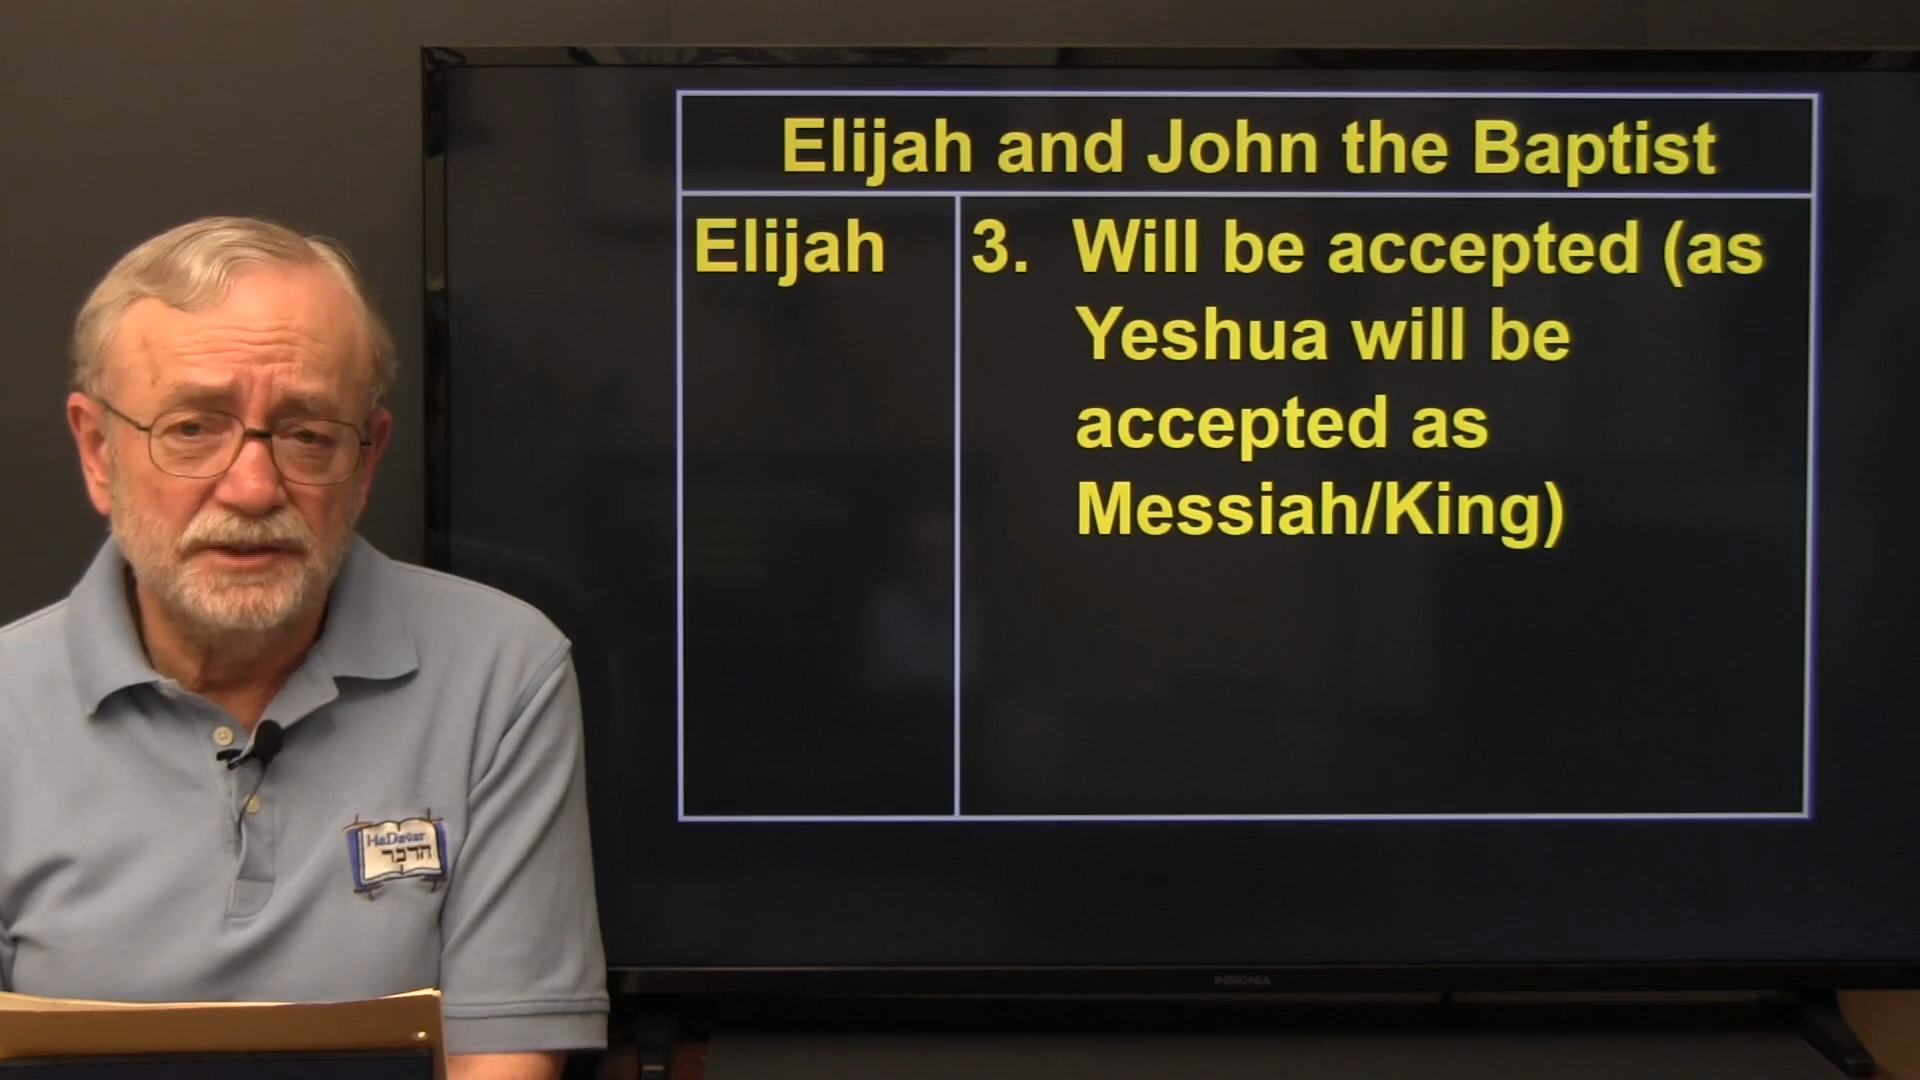 Elijah and John the Baptist
Elijah
3. Will be accepted (as
Yeshua will be
accepted as
Messiah/King)
HaDavar
הדבר
INSIGNIA